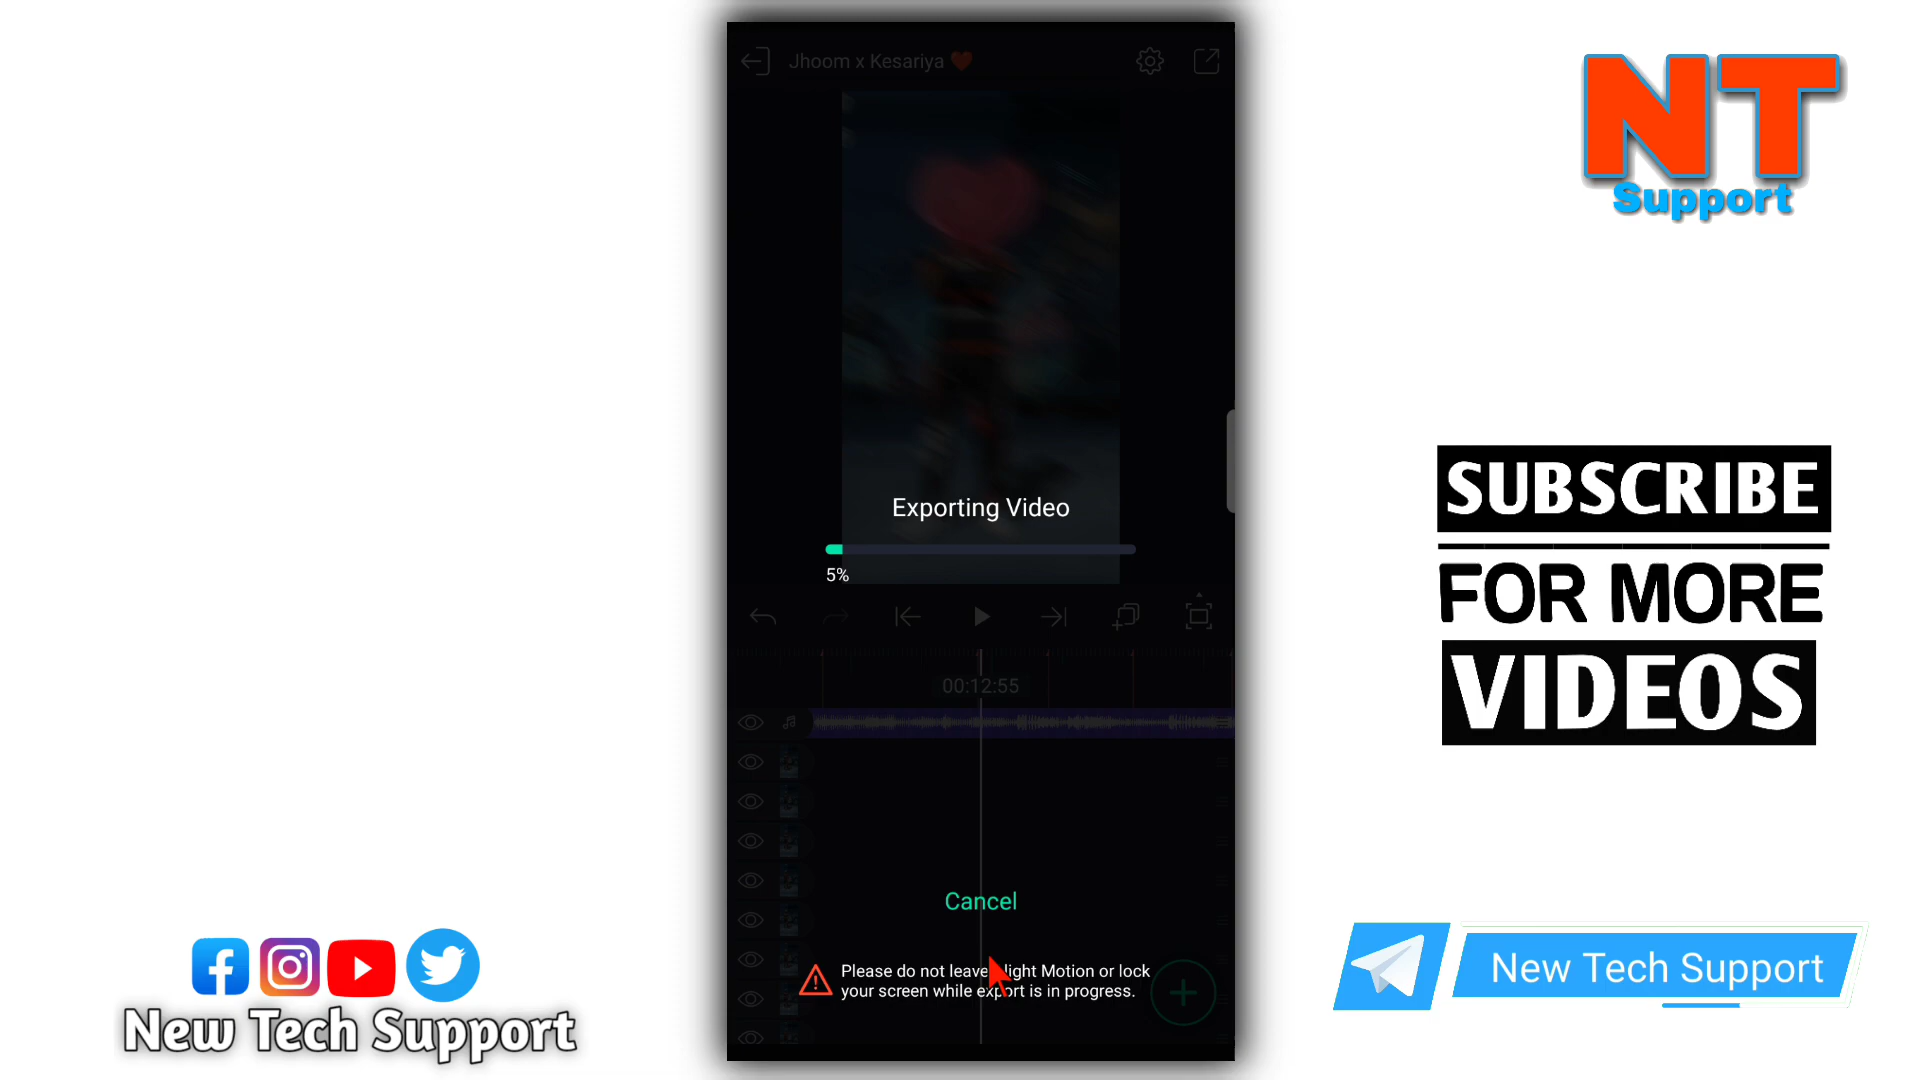 Jhoom x Kesariya ❤️
NT
Support
Exporting Video
5%
SUBSCRIBE
FOR MORE
VIDEOS
00:12:55
Cancel
Please do not leave light Motion or lock
your screen while export is in progress.
New Tech Support
New Tech Support